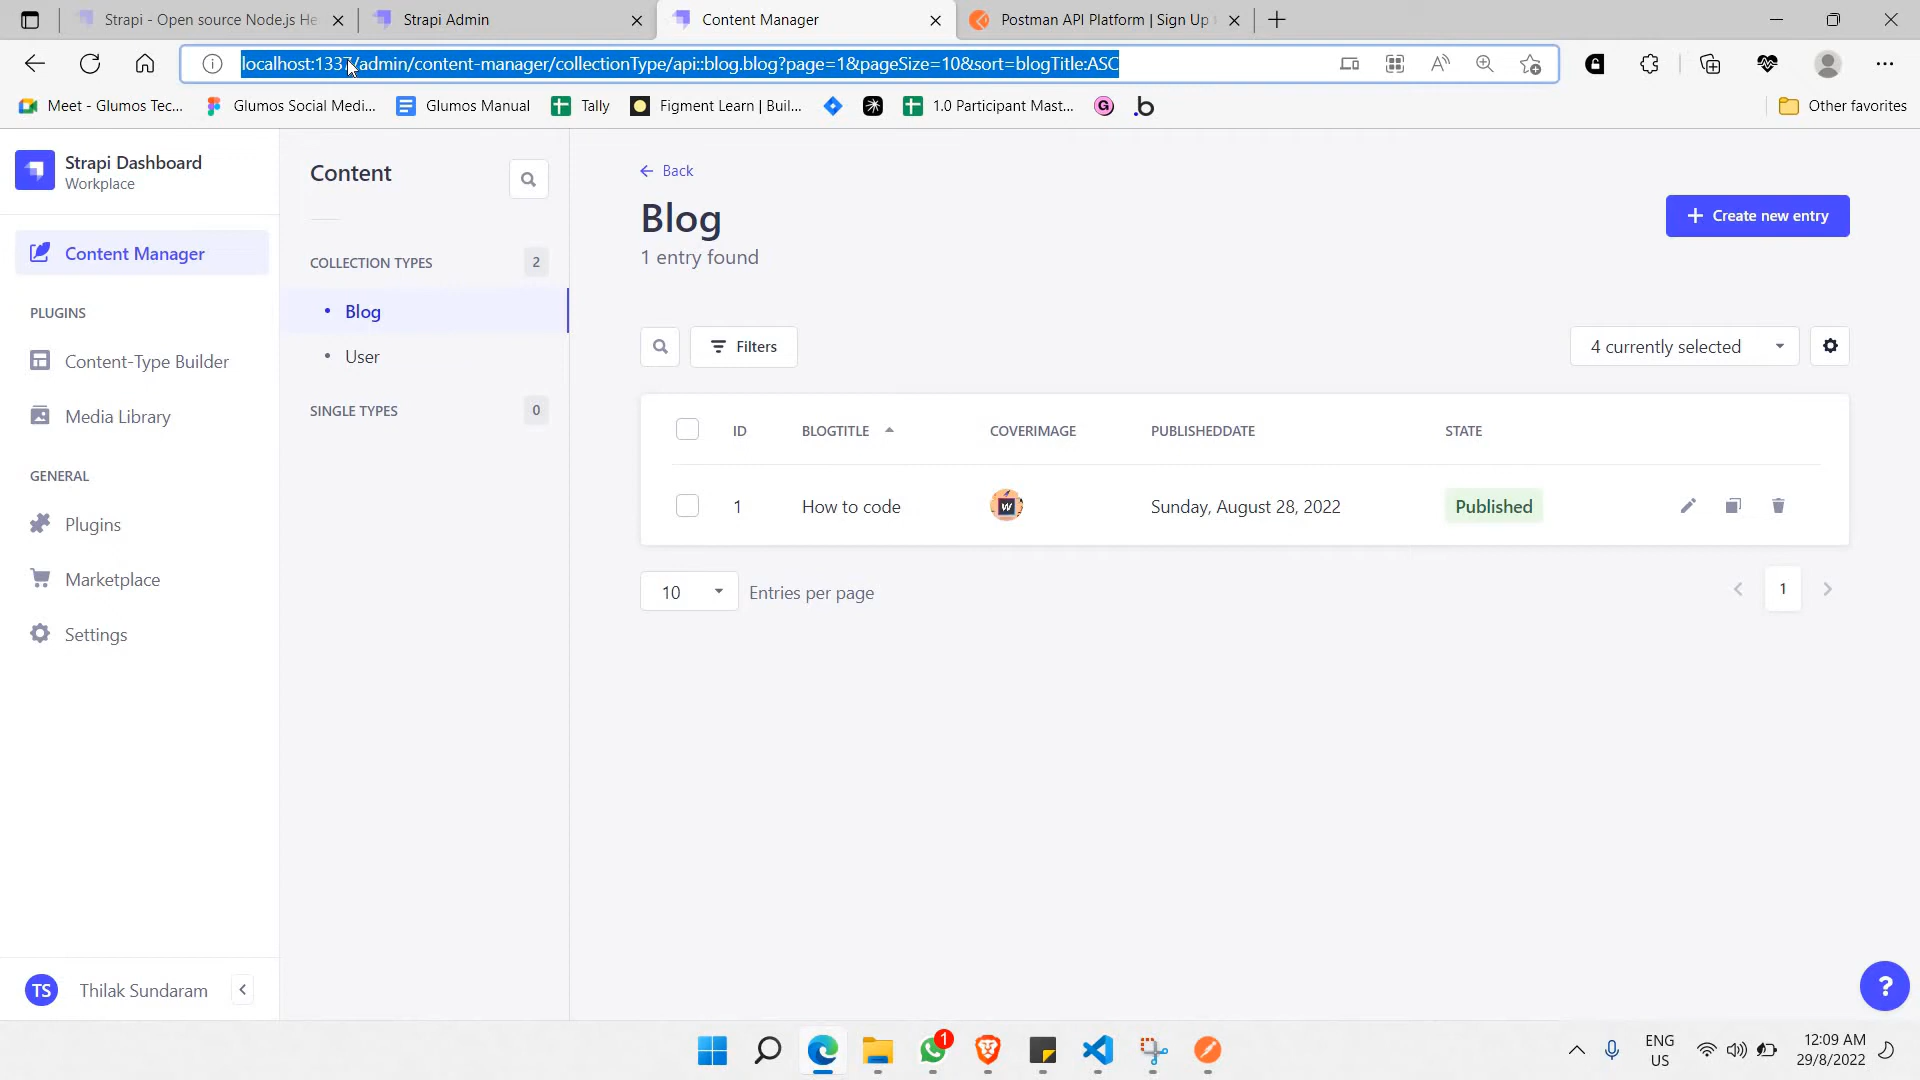 Strapi - Open source Node.js He
Strapi Admin
Content Manager
Postman API Platform | Sign Up
localhost:1337/admin/content-manager/collectionType/api::blog.blog?page=1&pageSize=10&sort=blogTitle:ASC
Meet - Glumos Tec...
Glumos Social Medi...
Glumos Manual
Tally
Figment Learn | Buil...
1.0 Participant Mast...
G
.b
Other favorites
Strapi Dashboard
Workplace
Content Manager
PLUGINS
Content-Type Builder
Media Library
GENERAL
Plugins
Marketplace
Settings
TS
Thilak Sundaram
Content
COLLECTION TYPES 2
Blog
User
SINGLE TYPES 0
Back
Blog
1 entry found
Create new entry
Filters
4 currently selected
ID BLOGTITLE COVERIMAGE PUBLISHEDDATE STATE
1 How to code W Sunday, August 28, 2022 Published
10 Entries per page
1
?
1
ENG
US
12:09 AM
29/8/2022